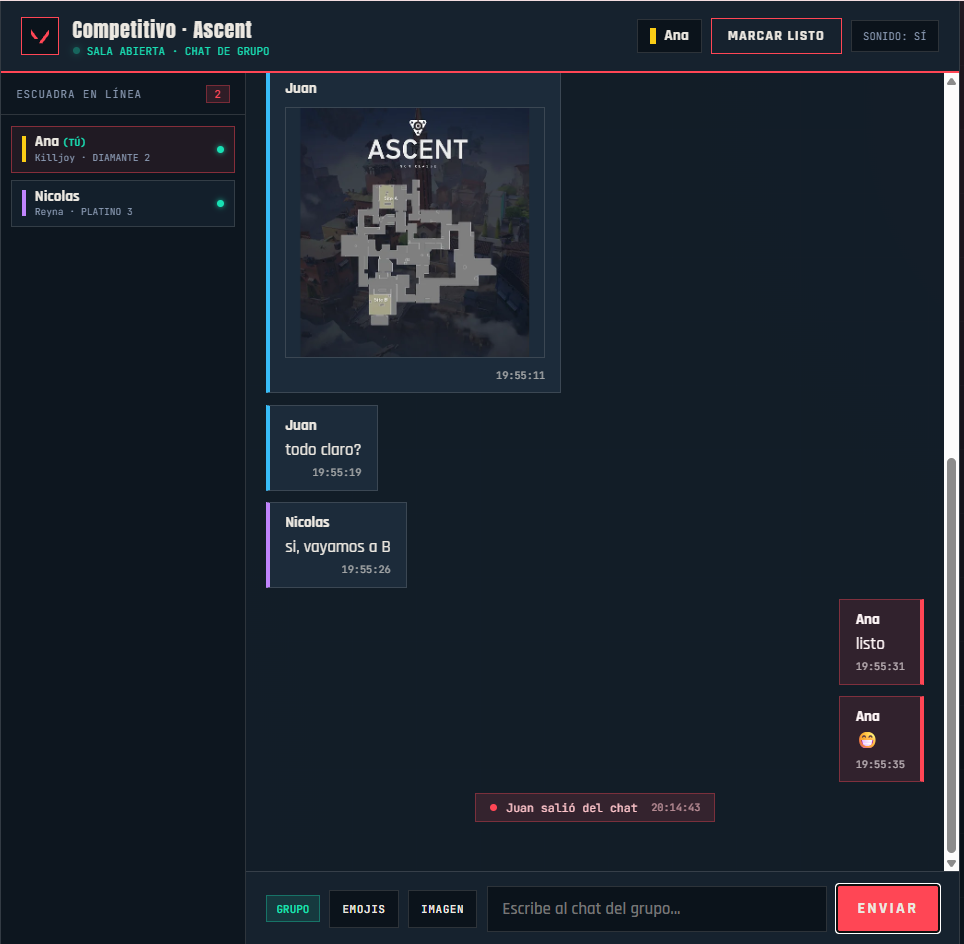 Competitivo · Ascent
SALA ABIERTA · CHAT DE GRUPO
Ana
MARCAR LISTO
SONIDO: SÍ
ESCUADRA EN LÍNEA
2
Ana (TÚ)
Killjoy · DIAMANTE 2
Nicolas
Reyna · PLATINO 3
Juan
ASCENT
19:55:11
Juan
todo claro?
19:55:19
Nicolas
si, vayamos a B
19:55:26
Ana
listo
19:55:31
Ana
😁
19:55:35
Juan salió del chat 20:14:43
GRUPO
EMOJIS
IMAGEN
Escribe al chat del grupo...
ENVIAR